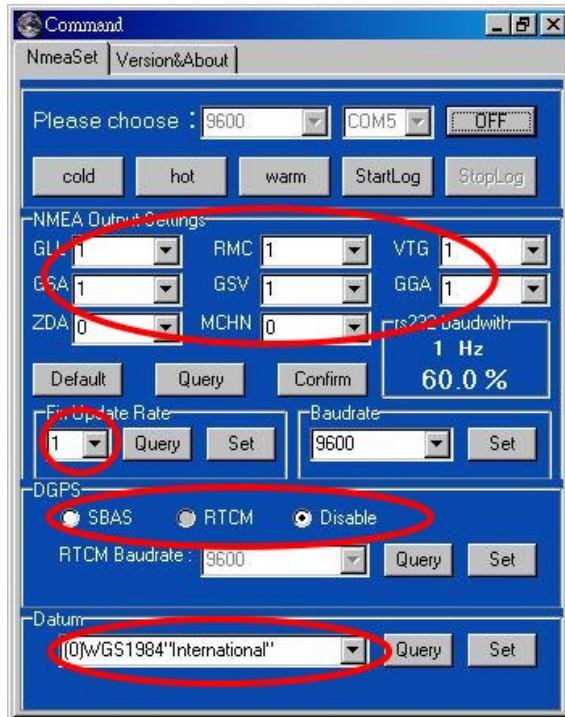 Command
NmeaSet Version&About
Please choose : 9600 COM5 OFF
cold hot warm StartLog StopLog
NMEA Output Settings
GLL 1 RMC 1 VTG 1
GSA 1 GSV 1 GGA 1
ZDA 0 MCHN 0 rs232 baudwith
1 Hz
Default Query Confirm 60.0 %
Fix Update Rate Baudrate
1 Query Set 9600 Set
DGPS
SBAS RTCM Disable
RTCM Baudrate : 9600 Query Set
Datum
(0)WGS1984"International" Query Set